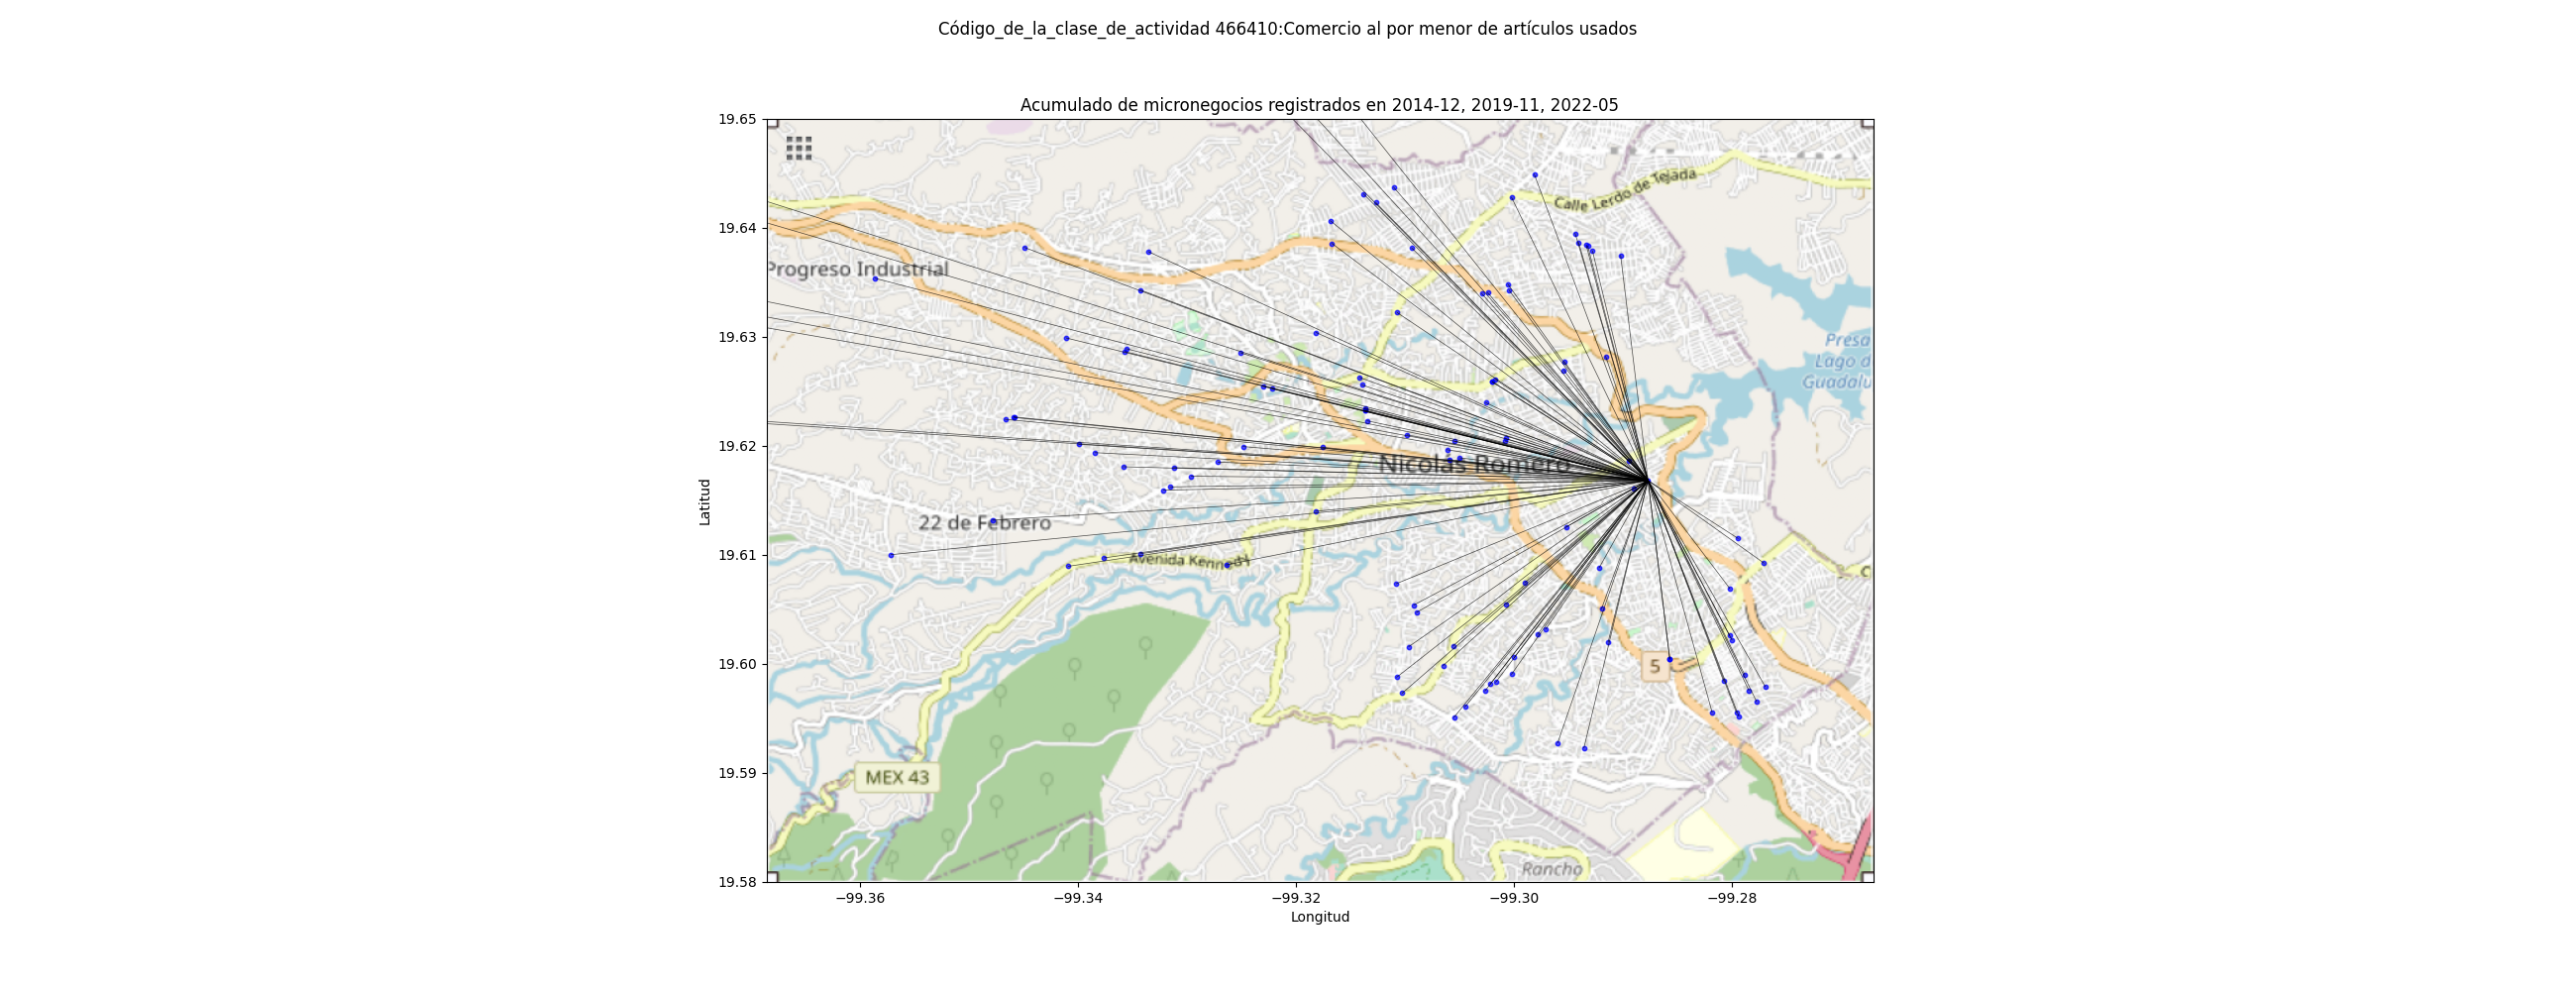 Código_de_la_clase_de_actividad 466410:Comercio al por menor de artículos usados
Acumulado de micronegocios registrados en 2014-12, 2019-11, 2022-05
19.65
Calle Lerdo de Tejada
19.64
Progreso Industrial
19.63
Presa
Lago d
Guadalu
19.62
Nicolás Romero
Latitud
22 de Febrero
19.61
Avenida Kennedy
C
19.60
5
19.59
MEX 43
Rancho
19.58
−99.36 −99.34 −99.32 −99.30 −99.28
Longitud